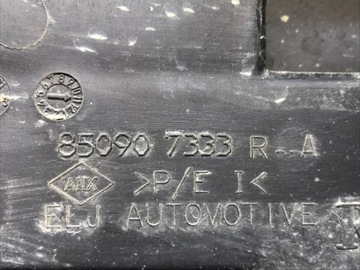 85090 7333 R--A
>P/E I<
ELJ AUTOMOTIVE